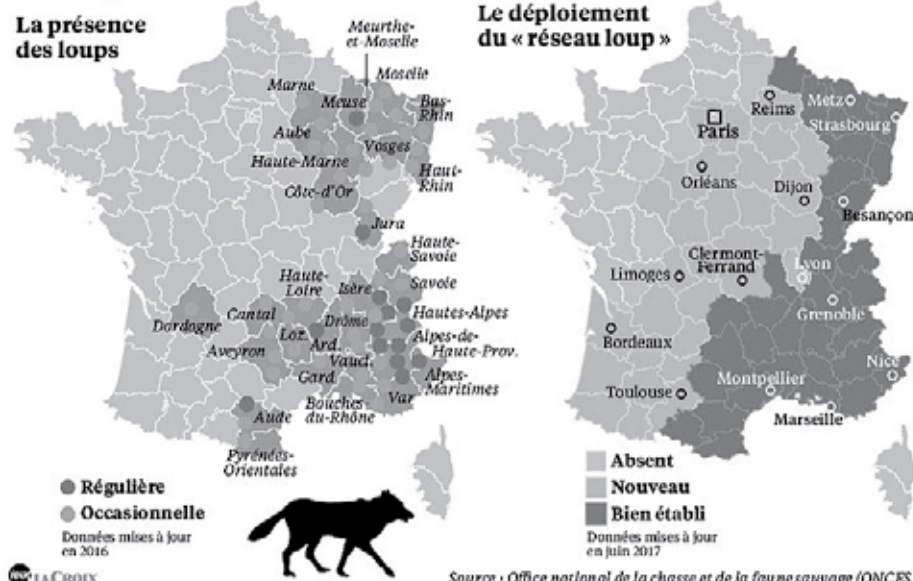 La présence
des loups
Meurthe-
et-Moselle
Moselle
Marne
Meuse
Bas-
Rhin
Aube
Vosges
Haute-Marne
Haut-
Rhin
Côte-d'Or
Jura
Haute-
Savoie
Haute-
Loire
Isère
Savoie
Dordogne
Cantal
Drôme
Hautes-Alpes
Loz.
Ard.
Alpes-de-
Haute-Prov.
Aveyron
Vaucl.
Gard
Alpes-
Maritimes
Bouches-
du-Rhône
Var
Aude
Pyrénées-
Orientales
Régulière
Occasionnelle
Données mises à jour
en 2016
LA CROIX
Le déploiement
du « réseau loup »
Reims
Metz
Strasbourg
Paris
Orléans
Dijon
Besançon
Clermont-
Ferrand
Lyon
Limoges
Grenoble
Bordeaux
Nice
Toulouse
Montpellier
Marseille
Absent
Nouveau
Bien établi
Données mises à jour
en juin 2017
Source : Office national de la chasse et de la faune sauvage (ONCFS